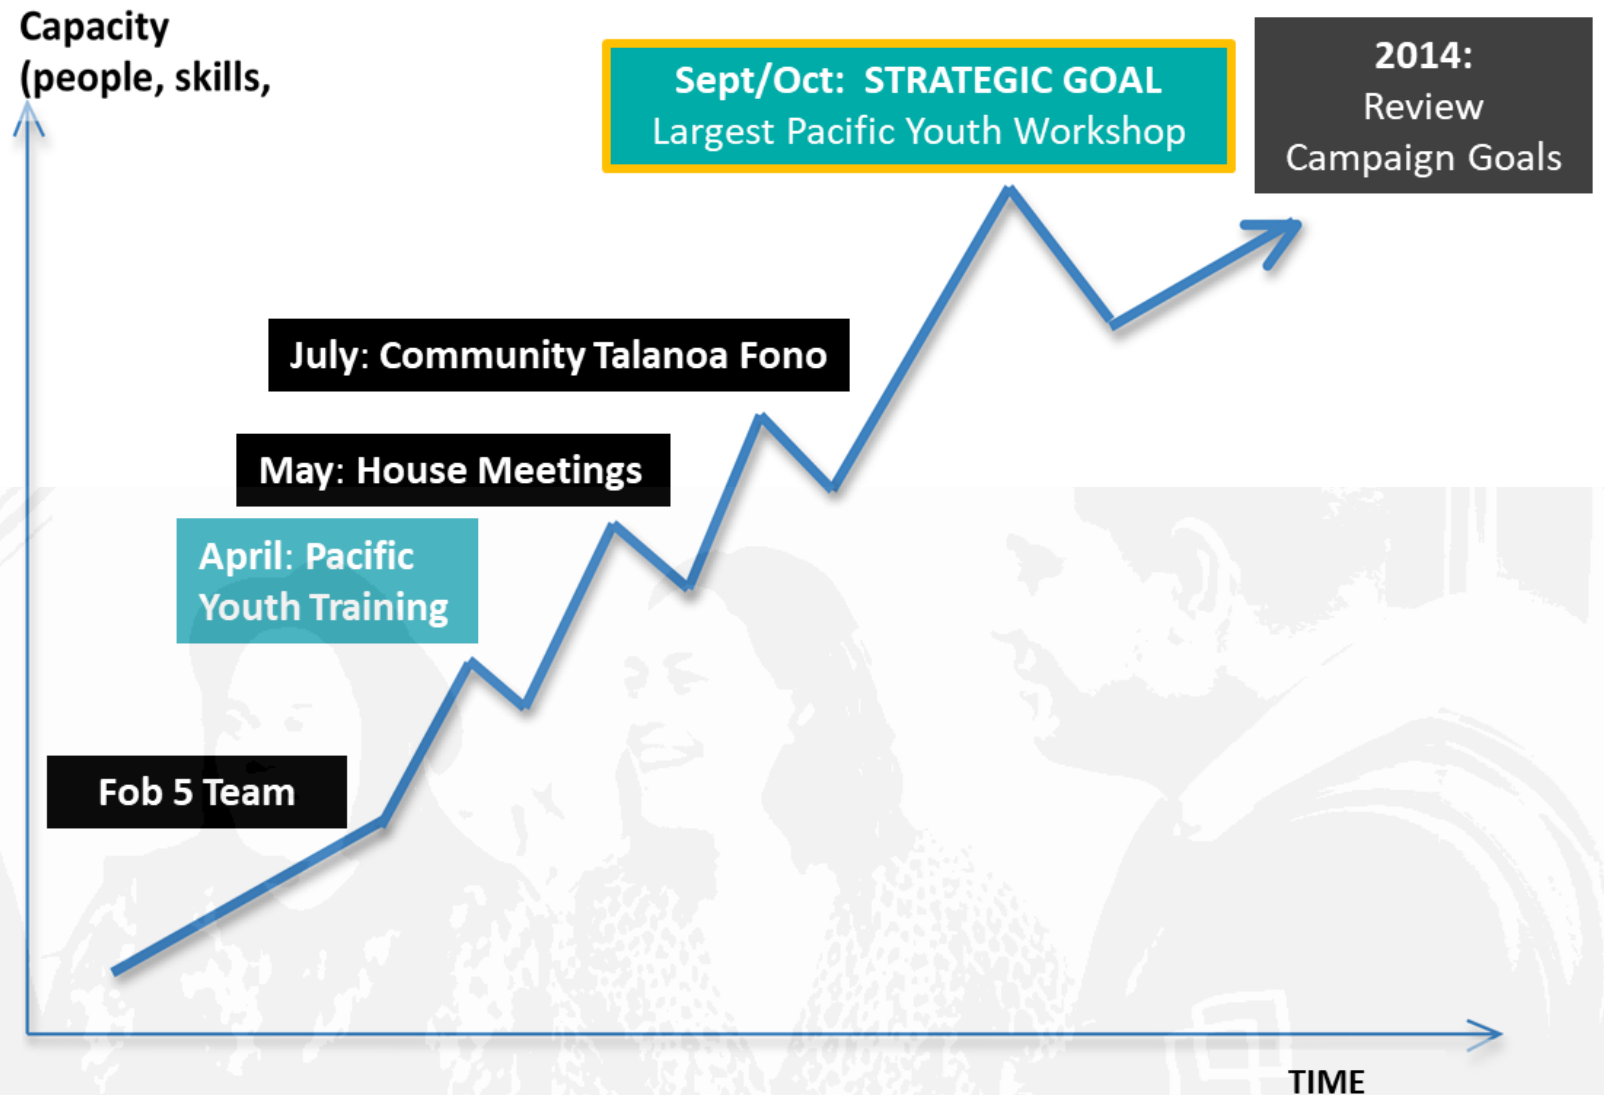 Capacity
(people, skills,
Sept/Oct:  STRATEGIC GOAL
Largest Pacific Youth Workshop
2014:
Review
Campaign Goals
July: Community Talanoa Fono
May: House Meetings
April: Pacific
Youth Training
Fob 5 Team
TIME